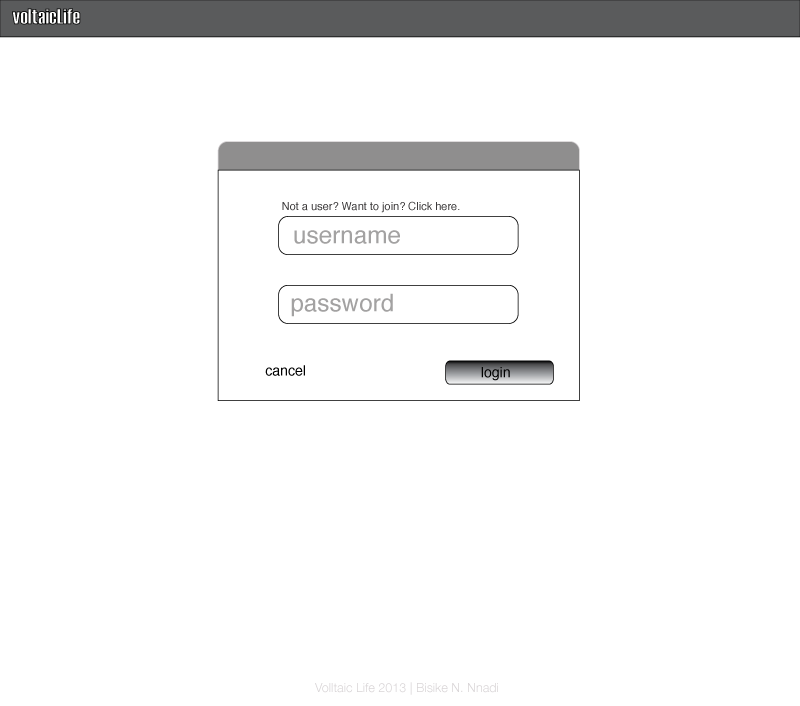 voltaicLife
Not a user? Want to join? Click here.
username
password
cancel
login
Volltaic Life 2013 | Bisike N. Nnadi